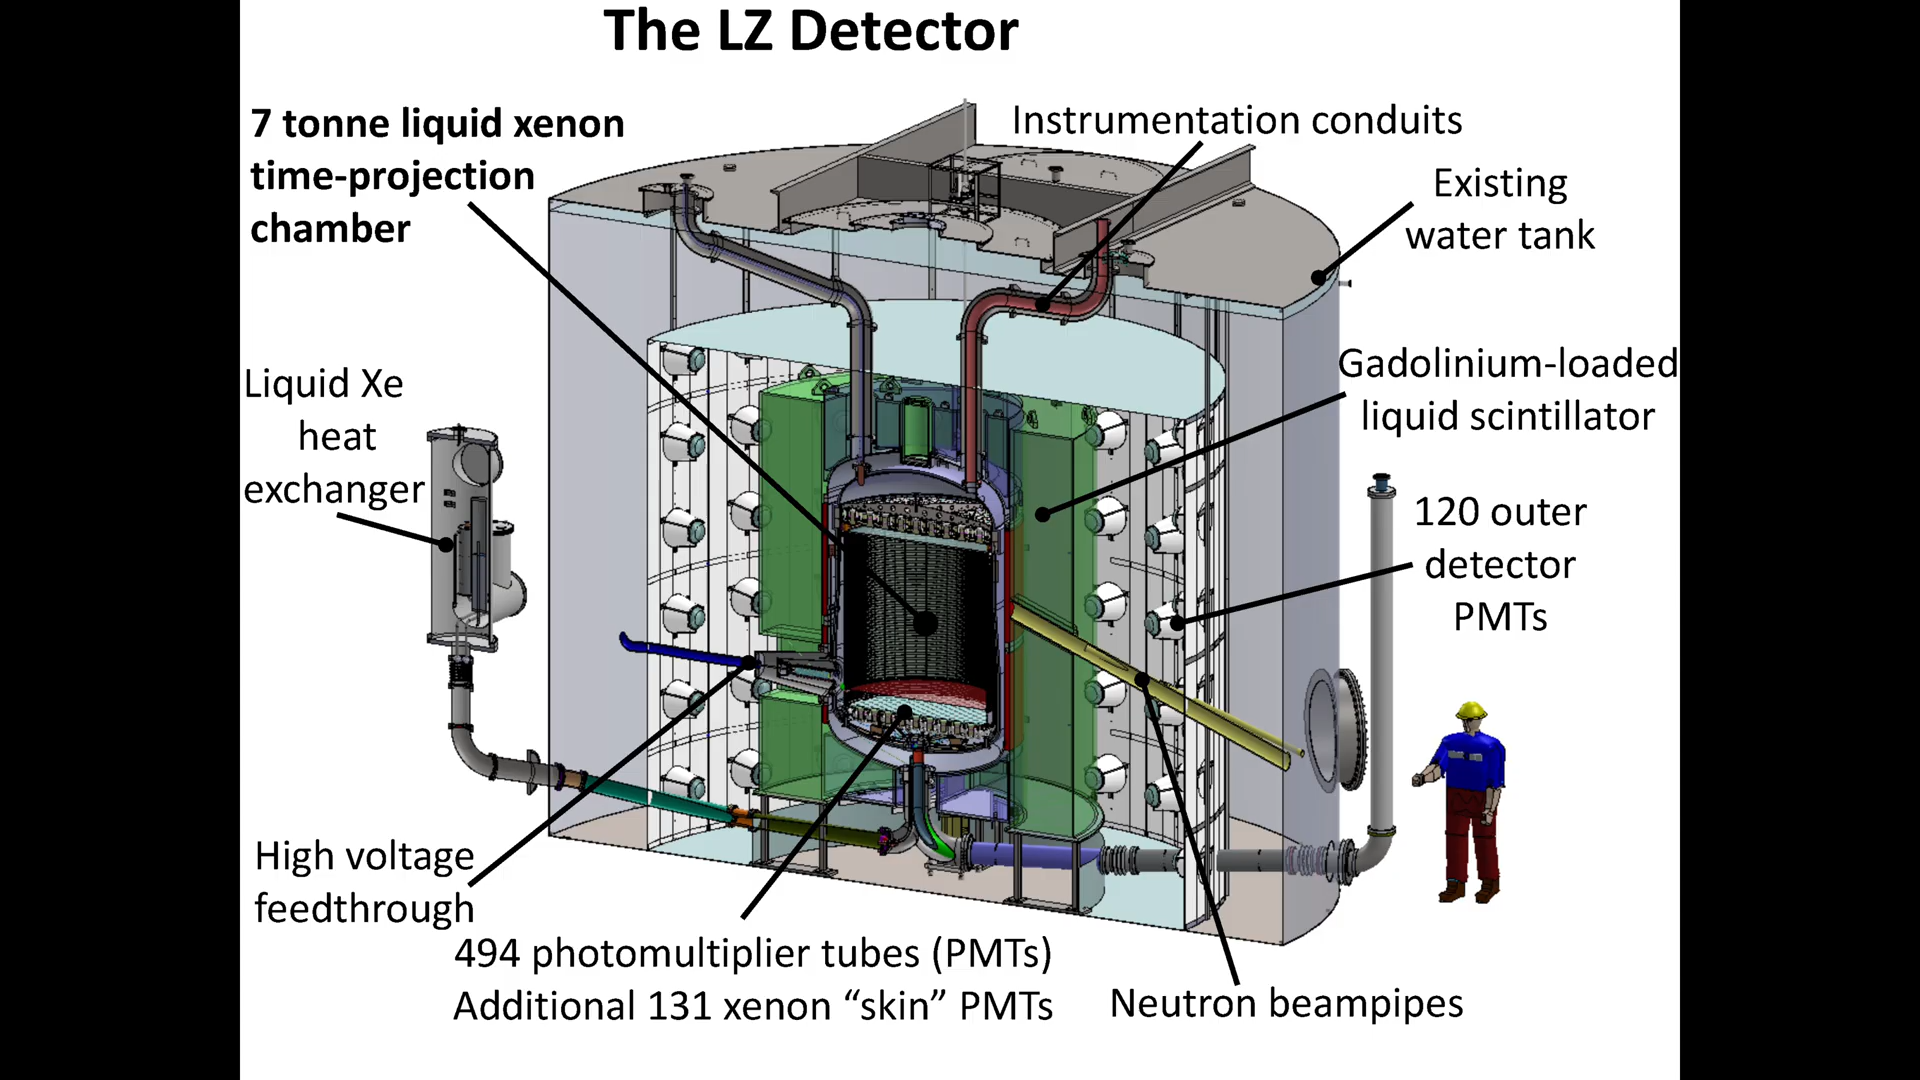 The LZ Detector
7 tonne liquid xenon
time-projection
chamber
Instrumentation conduits
Existing
water tank
Liquid Xe
heat
exchanger
Gadolinium-loaded
liquid scintillator
120 outer
detector
PMTs
High voltage
feedthrough
494 photomultiplier tubes (PMTs)
Additional 131 xenon “skin” PMTs
Neutron beampipes